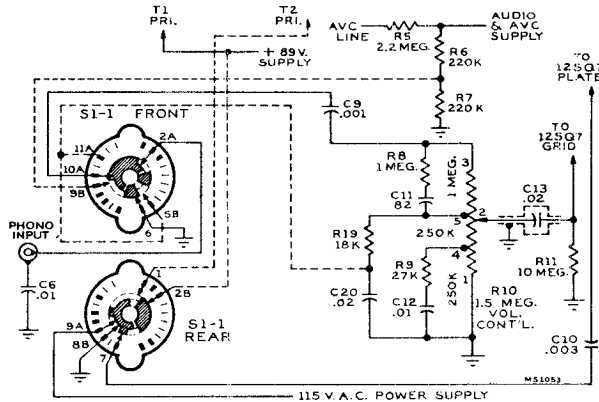 T1
PRI.
T2
PRI.
+ 89 V.
SUPPLY
AVC
LINE
R5
2.2 MEG.
AUDIO
& AVC
SUPPLY
R6
220K
R7
220K
TO
12SQ7
PLATE
S1-1 FRONT
2A
11A
10A
9B
5B
6
C9
.001
R8
1 MEG.
C11
82
1 MEG.
3
5
2
250K
4
250K
1
TO
12SQ7
GRID
C13
.02
R19
18K
R9
27K
C20
.02
C12
.01
R10
1.5 MEG.
VOL.
CONT'L.
R11
10 MEG.
PHONO
INPUT
C6
.01
1
2B
9A
8B
7
S1-1
REAR
C10
.003
MS1053
115 V. A.C. POWER SUPPLY